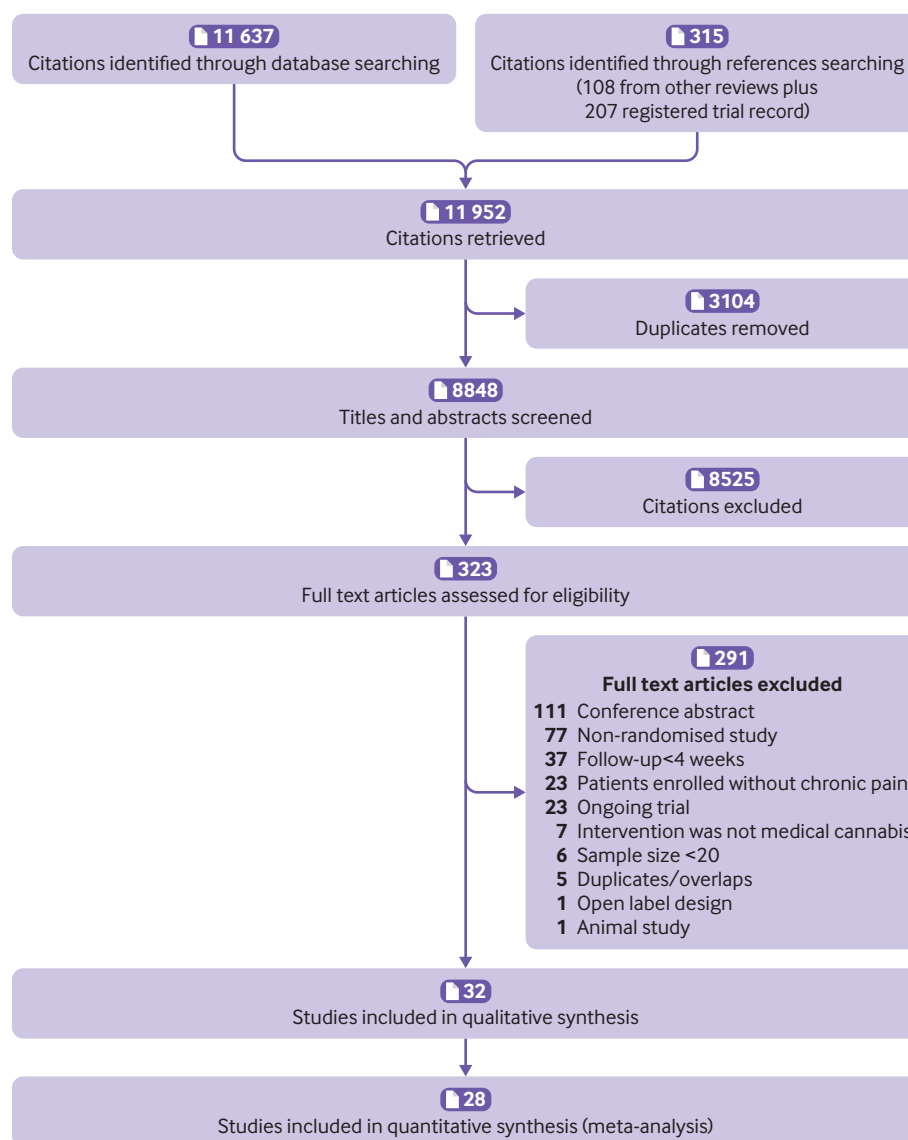 11 637
Citations identified through database searching
315
Citations identified through references searching
(108 from other reviews plus
207 registered trial record)
11 952
Citations retrieved
3104
Duplicates removed
8848
Titles and abstracts screened
8525
Citations excluded
323
Full text articles assessed for eligibility
291
Full text articles excluded
111 Conference abstract
77 Non-randomised study
37 Follow-up<4 weeks
23 Patients enrolled without chronic pain
23 Ongoing trial
7 Intervention was not medical cannabis
6 Sample size <20
5 Duplicates/overlaps
1 Open label design
1 Animal study
32
Studies included in qualitative synthesis
28
Studies included in quantitative synthesis (meta-analysis)